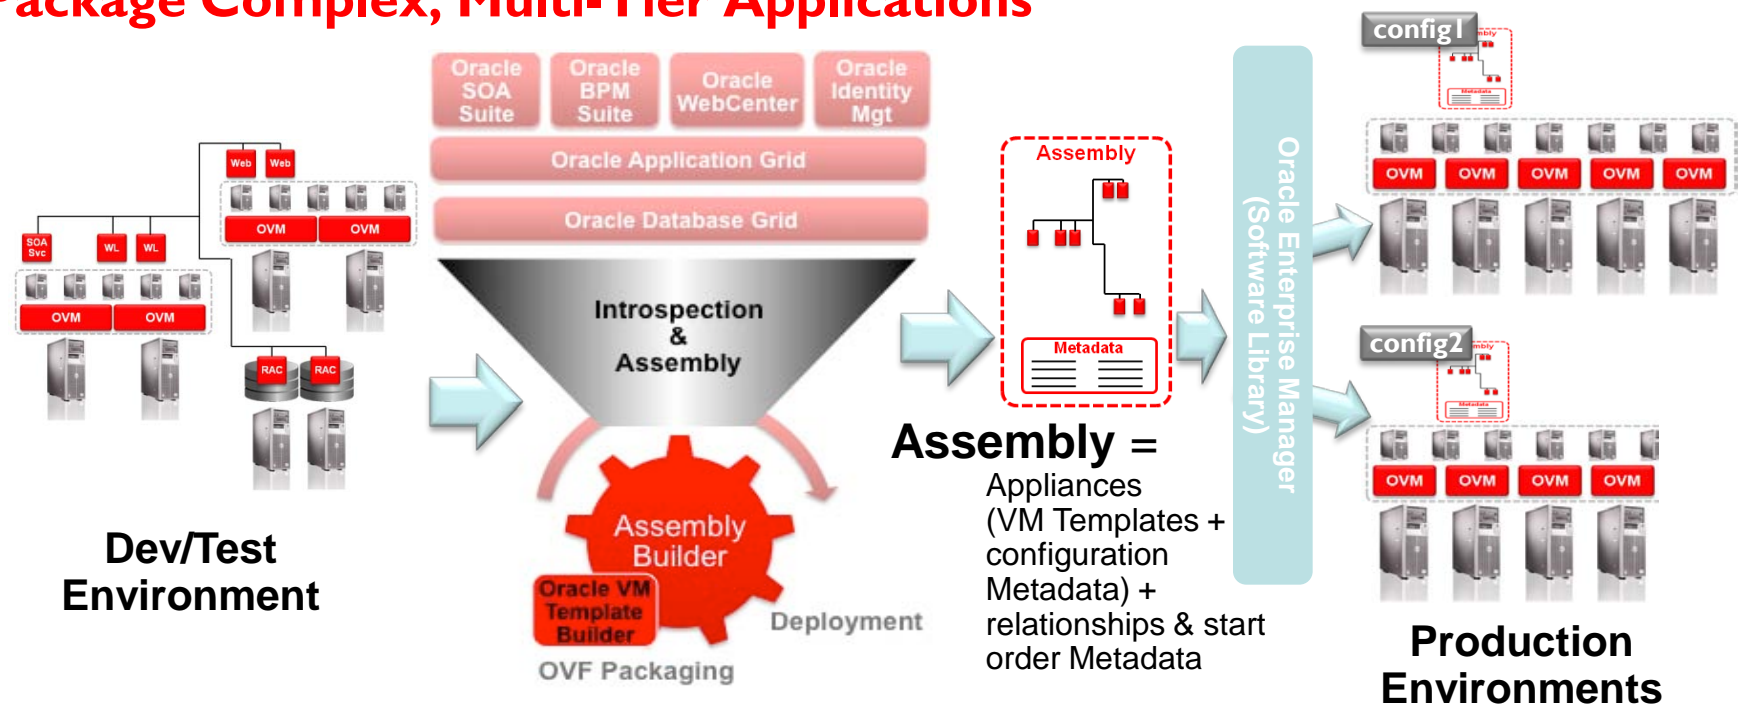 Package Complex, Multi-Tier Applications
Web
Web
OVM
OVM
SOA
Svc
WL
WL
OVM
OVM
RAC
RAC
Dev/Test
Environment
Oracle
SOA
Suite
Oracle
BPM
Suite
Oracle
WebCenter
Oracle
Identity
Mgt
Oracle Application Grid
Oracle Database Grid
Introspection
&
Assembly
Assembly
Builder
Oracle VM
Template
Builder
Deployment
OVF Packaging
Assembly
Metadata
Assembly =
Appliances
(VM Templates +
configuration
Metadata) +
relationships & start
order Metadata
Oracle Enterprise Manager
(Software Library)
config1
mbly
Metadata
OVM
OVM
OVM
OVM
OVM
config2
mbly
Metadata
OVM
OVM
OVM
OVM
Production
Environments